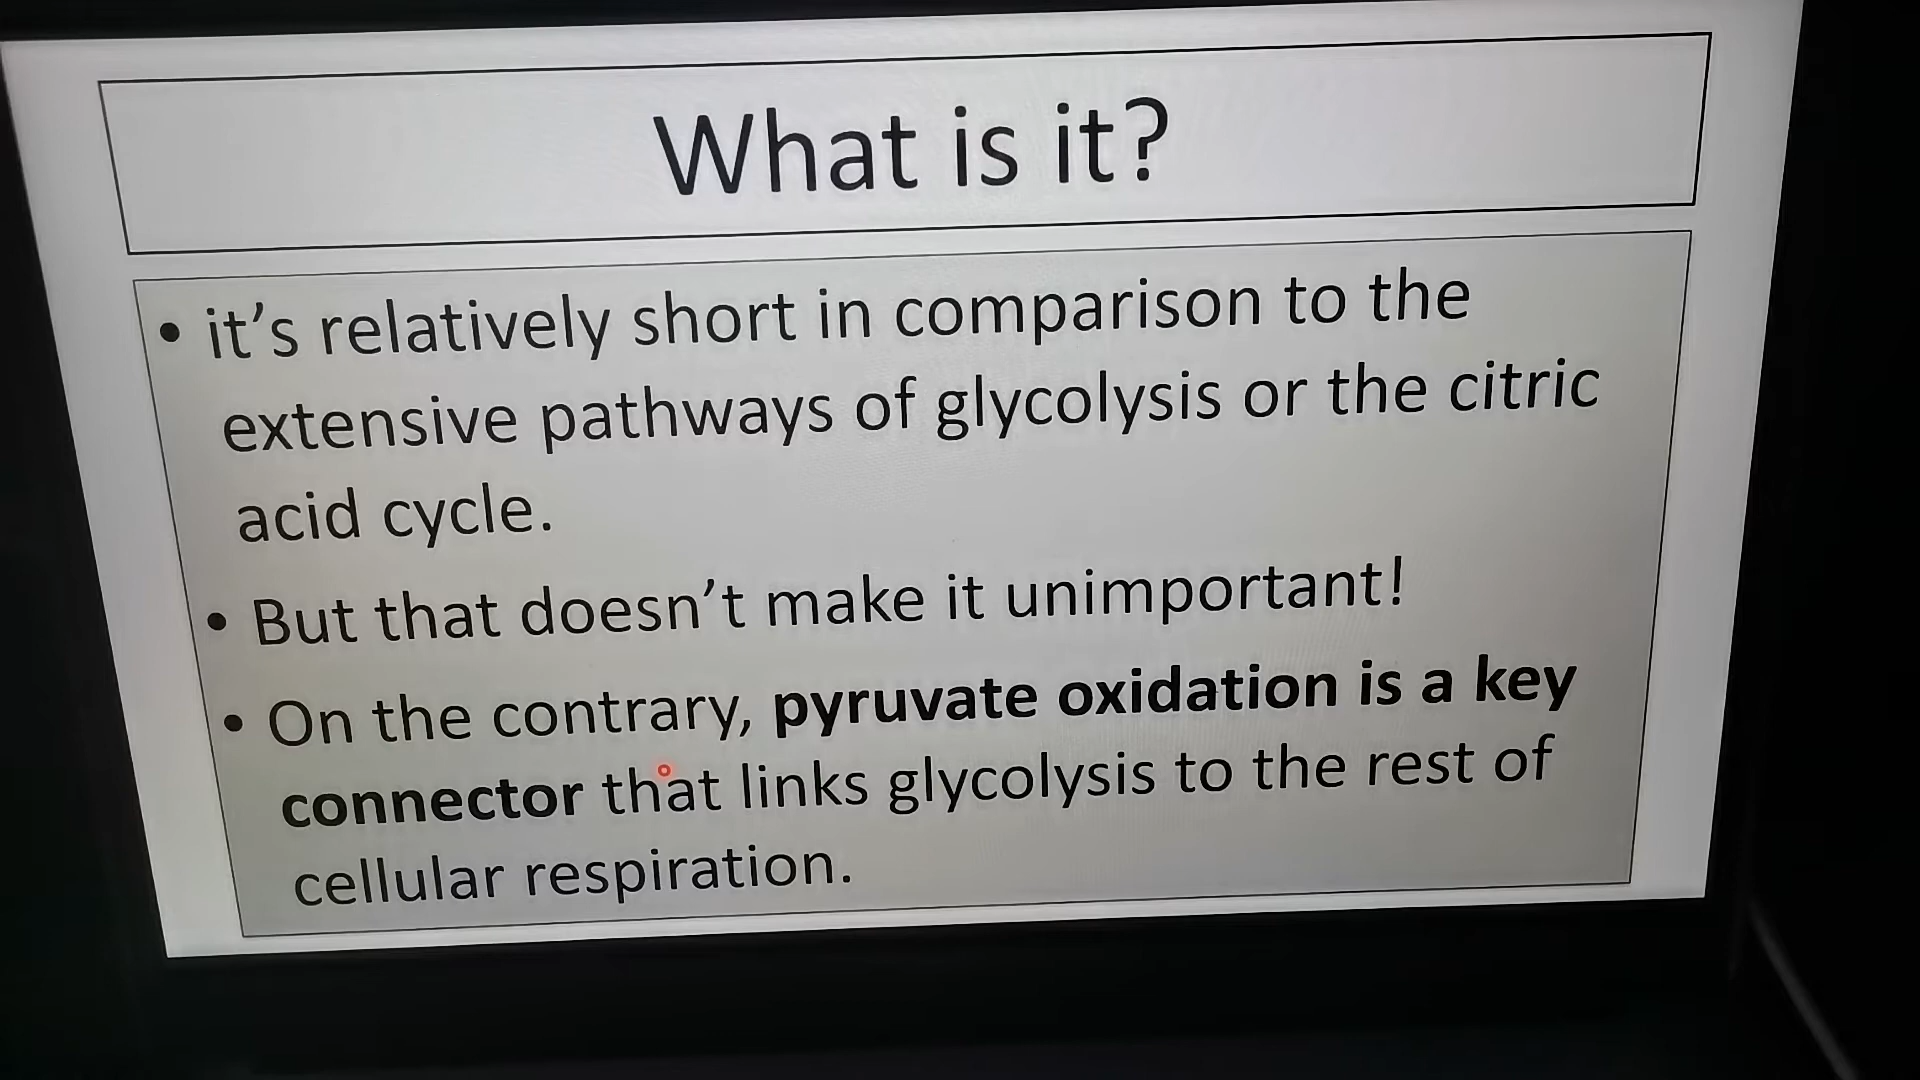 What is it?
• it’s relatively short in comparison to the
extensive pathways of glycolysis or the citric
acid cycle.
• But that doesn’t make it unimportant!
• On the contrary, pyruvate oxidation is a key
connector that links glycolysis to the rest of
cellular respiration.